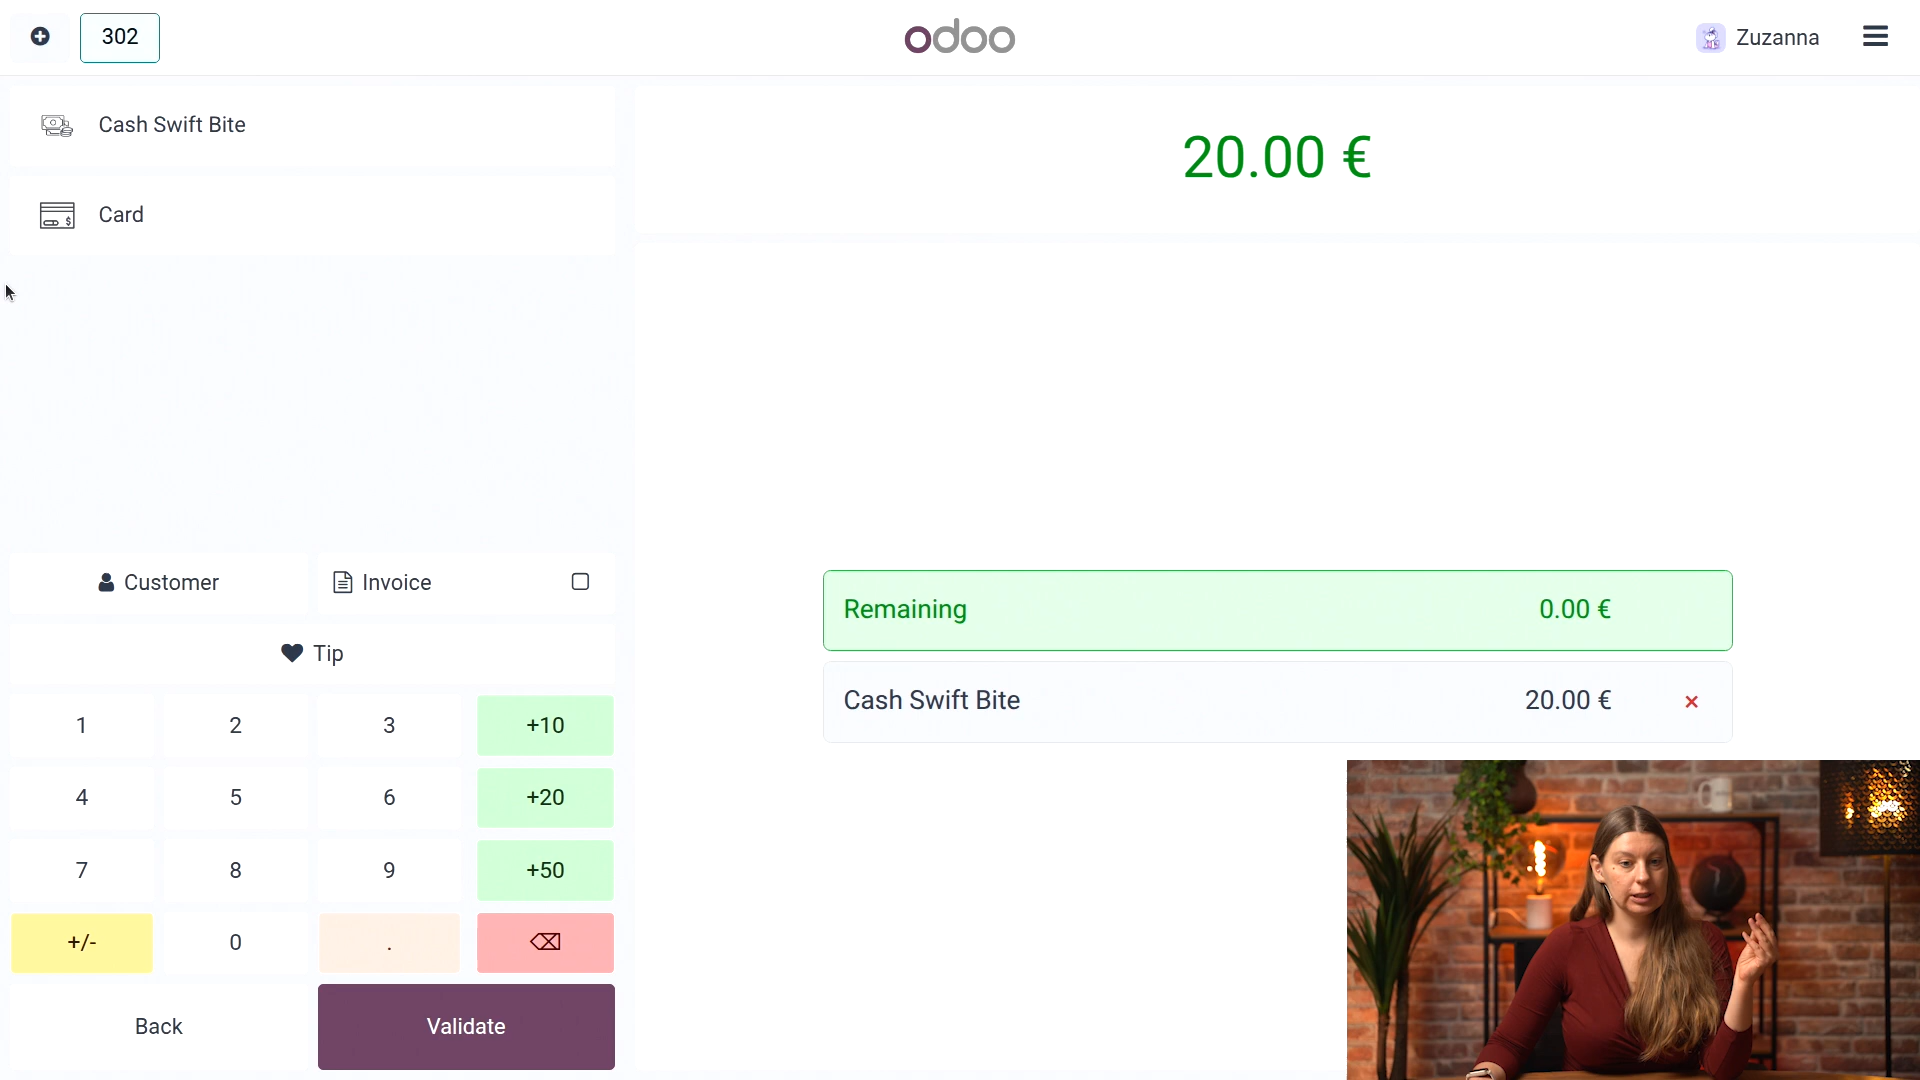 302
odoo
Zuzanna
Cash Swift Bite
Card
20.00 €
Remaining 0.00 €
Cash Swift Bite 20.00 €
Customer
Invoice
Tip
1 2 3 +10
4 5 6 +20
7 8 9 +50
+/- 0 .
Back
Validate